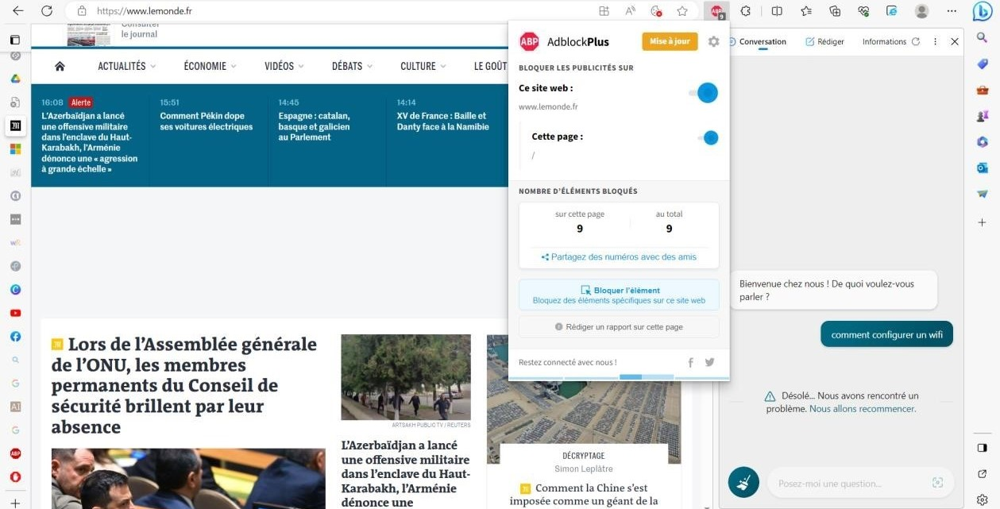 https://www.lemonde.fr
ABP
9
Consulter
le journal
ACTUALITÉS
ÉCONOMIE
VIDÉOS
DÉBATS
CULTURE
LE GOÛT
16:08 Alerte
L'Azerbaïdjan a lancé
une offensive militaire
dans l'enclave du Haut-
Karabakh, l'Arménie
dénonce une « agression
à grande échelle »
15:51
Comment Pékin dope
ses voitures électriques
14:45
Espagne : catalan,
basque et galicien
au Parlement
14:14
XV de France : Baille et
Danty face à la Namibie
Lors de l'Assemblée générale
de l'ONU, les membres
permanents du Conseil de
sécurité brillent par leur
absence
ARTSAKH PUBLIC TV / REUTERS
L'Azerbaïdjan a lancé
une offensive militaire
dans l'enclave du Haut-
Karabakh, l'Arménie
dénonce une
DÉCRYPTAGE
Simon Leplâtre
Comment la Chine s'est
imposée comme un géant de la
ABP AdblockPlus
Mise à jour
BLOQUER LES PUBLICITÉS SUR
Ce site web :
www.lemonde.fr
Cette page :
/
NOMBRE D'ÉLÉMENTS BLOQUÉS
sur cette page
9
au total
9
Partagez des numéros avec des amis
Bloquer l'élément
Bloquez des éléments spécifiques sur ce site web
Rédiger un rapport sur cette page
Restez connecté avec nous !
Conversation
Rédiger
Informations
Bienvenue chez nous ! De quoi voulez-vous
parler ?
comment configurer un wifi
Désolé... Nous avons rencontré un
problème. Nous allons recommencer.
Posez-moi une question...